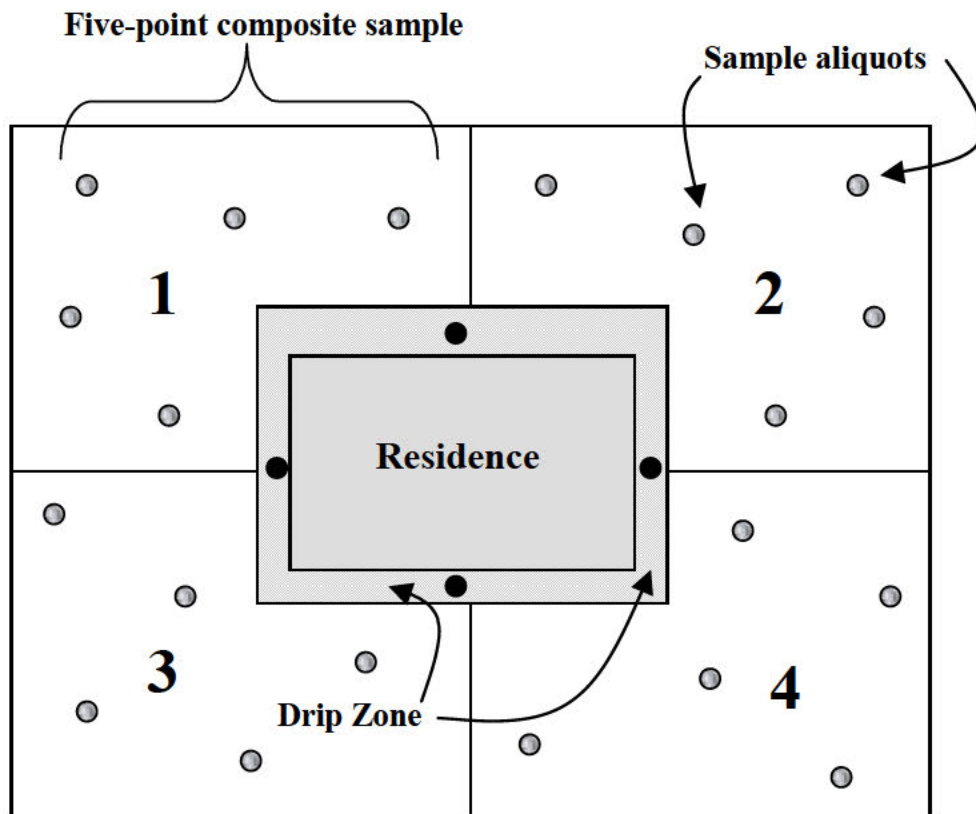 Five-point composite sample
Sample aliquots
1
2
Residence
3
4
Drip Zone